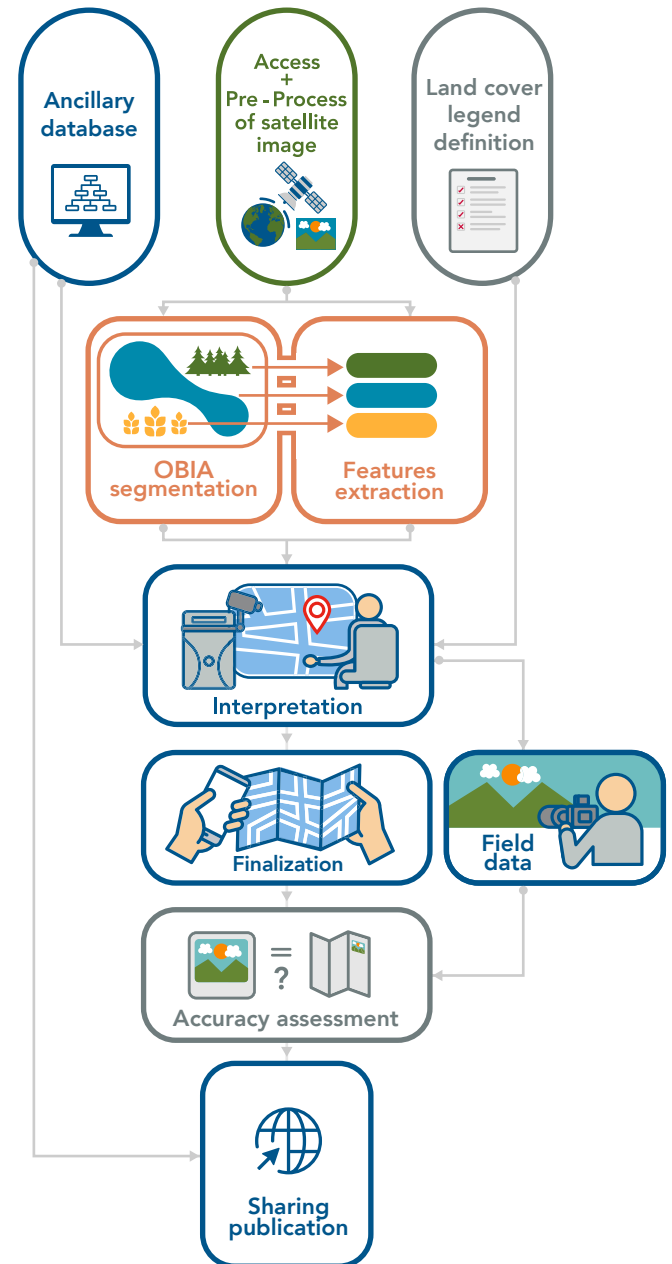 Ancillary
database
Access
+
Pre - Process
of satellite
image
Land cover
legend
definition
OBIA
segmentation
Features
extraction
Interpretation
Finalization
Field
data
=
?
Accuracy assessment
Sharing
publication